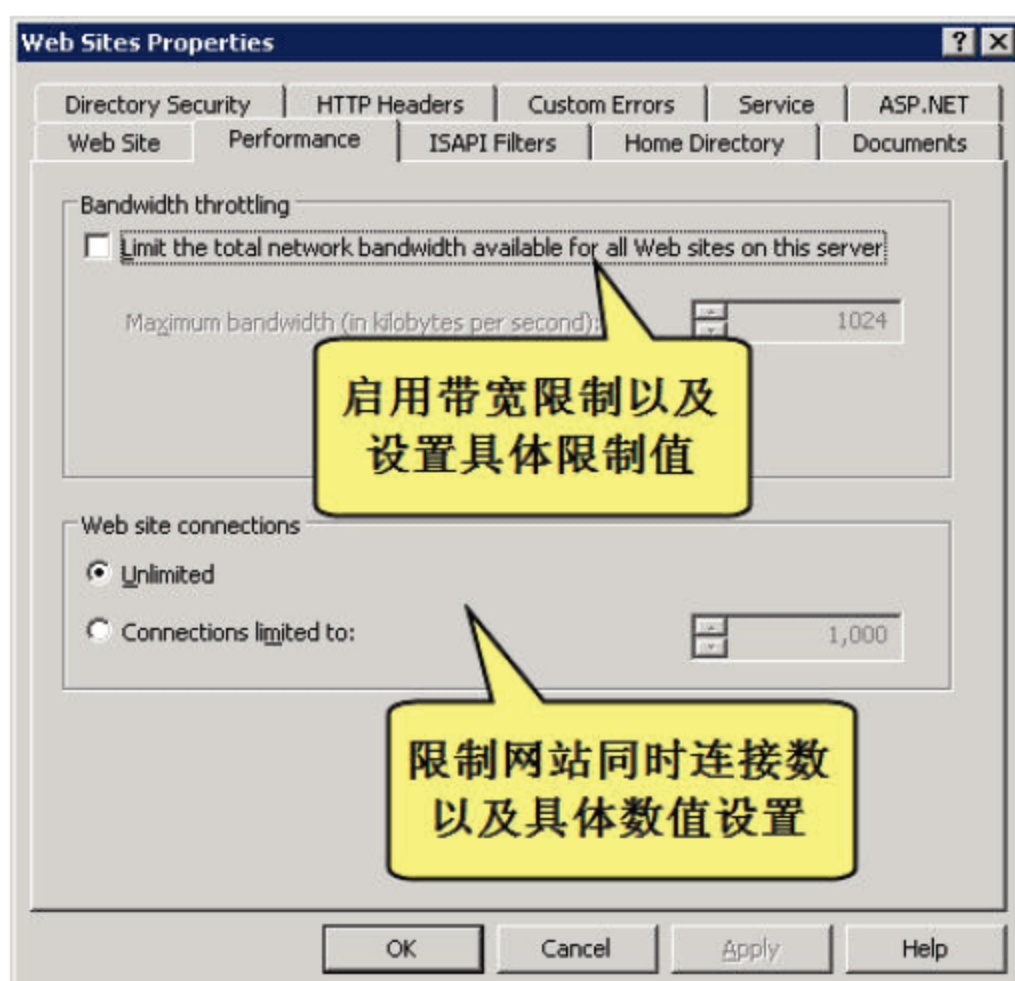 Web Sites Properties
Directory Security HTTP Headers Custom Errors Service ASP.NET
Web Site Performance ISAPI Filters Home Directory Documents
Bandwidth throttling
Limit the total network bandwidth available for all Web sites on this server
Maximum bandwidth (in kilobytes per second): 1024
启用带宽限制以及
设置具体限制值
Web site connections
Unlimited
Connections limited to: 1,000
限制网站同时连接数
以及具体数值设置
OK Cancel Apply Help